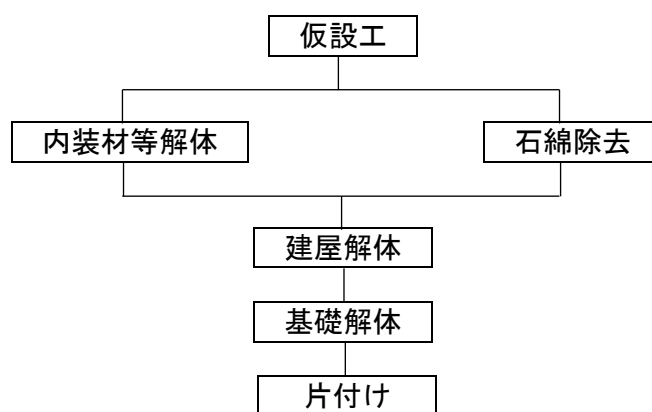 仮設工
内装材等解体
石綿除去
建屋解体
基礎解体
片付け